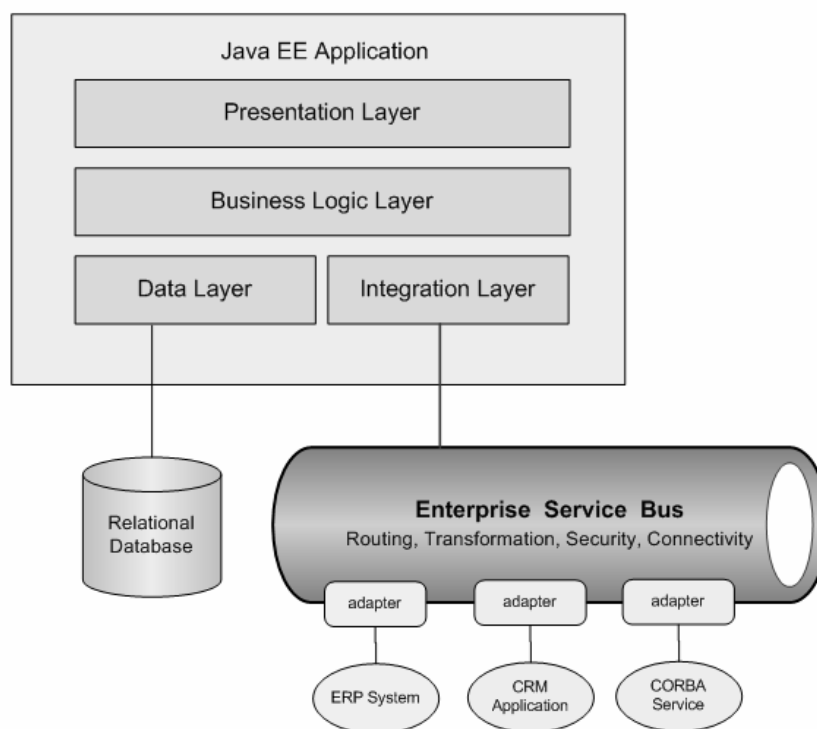 Java EE Application
Presentation Layer
Business Logic Layer
Data Layer
Integration Layer
Relational
Database
Enterprise Service Bus
Routing, Transformation, Security, Connectivity
adapter
adapter
adapter
ERP System
CRM
Application
CORBA
Service